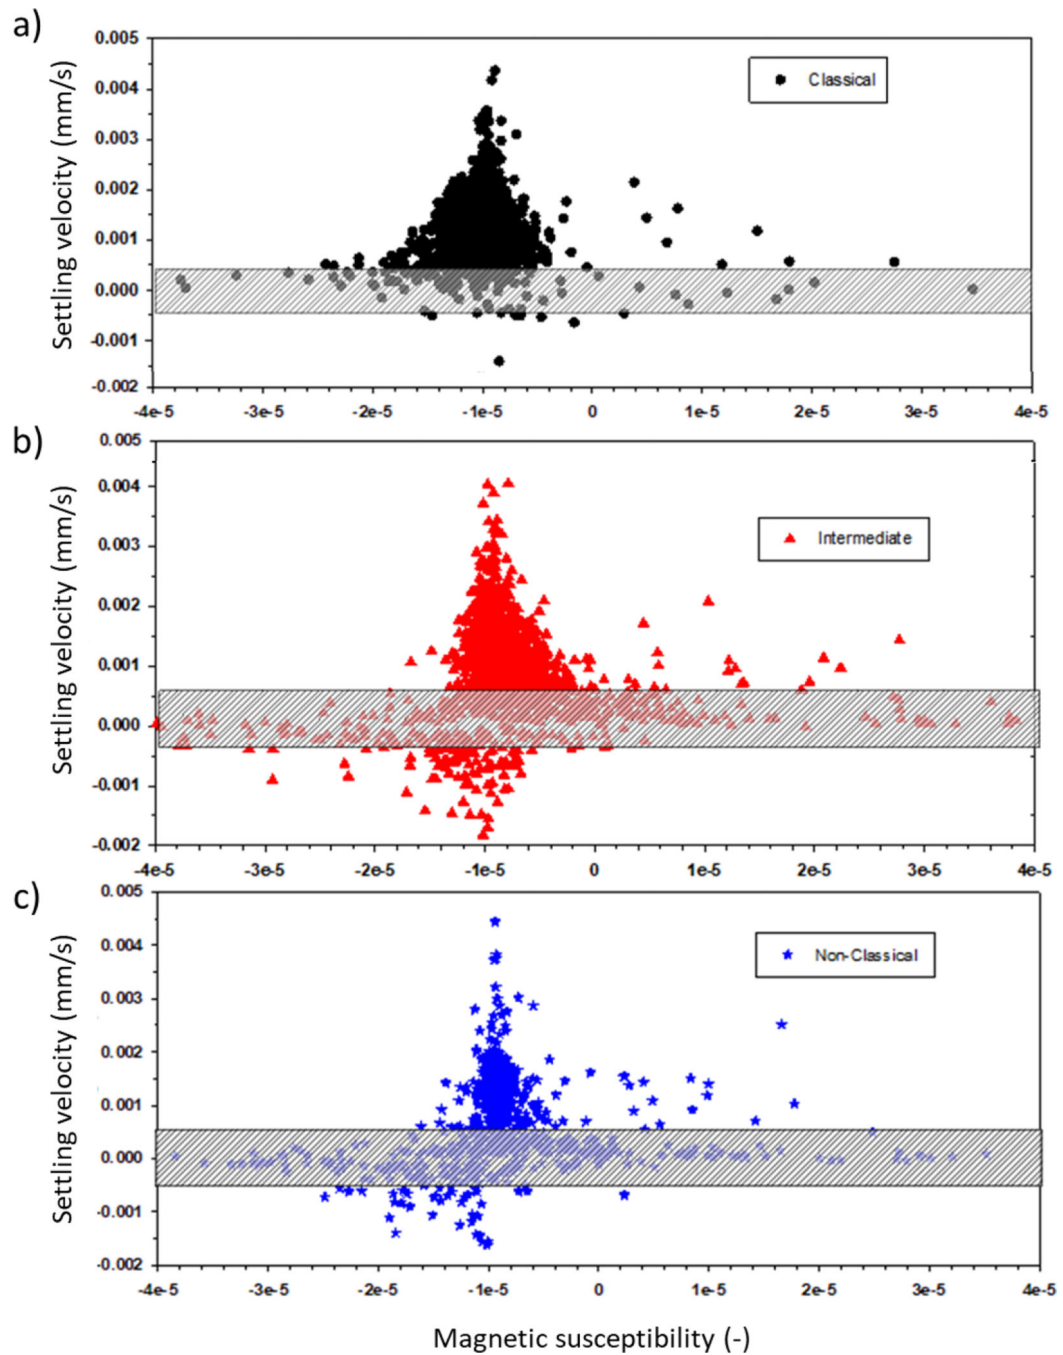 a)
0.005
0.004
0.003
0.002
0.001
0.000
-0.001
-0.002
Settling velocity (mm/s)
Classical
-4e-5 -3e-5 -2e-5 -1e-5 0 1e-5 2e-5 3e-5 4e-5
b)
0.005
0.004
0.003
0.002
0.001
0.000
-0.001
-0.002
Settling velocity (mm/s)
Intermediate
-4e-5 -3e-5 -2e-5 -1e-5 0 1e-5 2e-5 3e-5 4e-5
c)
0.005
0.004
0.003
0.002
0.001
0.000
-0.001
-0.002
Settling velocity (mm/s)
Non-Classical
-4e-5 -3e-5 -2e-5 -1e-5 0 1e-5 2e-5 3e-5 4e-5
Magnetic susceptibility (-)